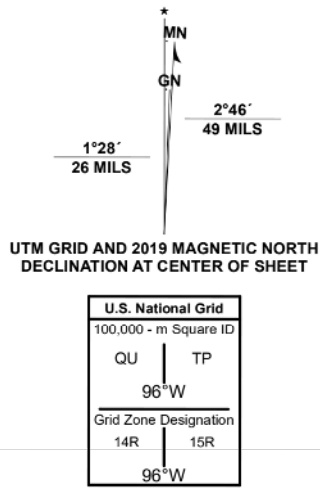 ★
MN
GN
2°46´
49 MILS
1°28´
26 MILS
UTM GRID AND 2019 MAGNETIC NORTH
DECLINATION AT CENTER OF SHEET
U.S. National Grid
100,000 - m Square ID
QU TP
96°W
Grid Zone Designation
14R 15R
96°W